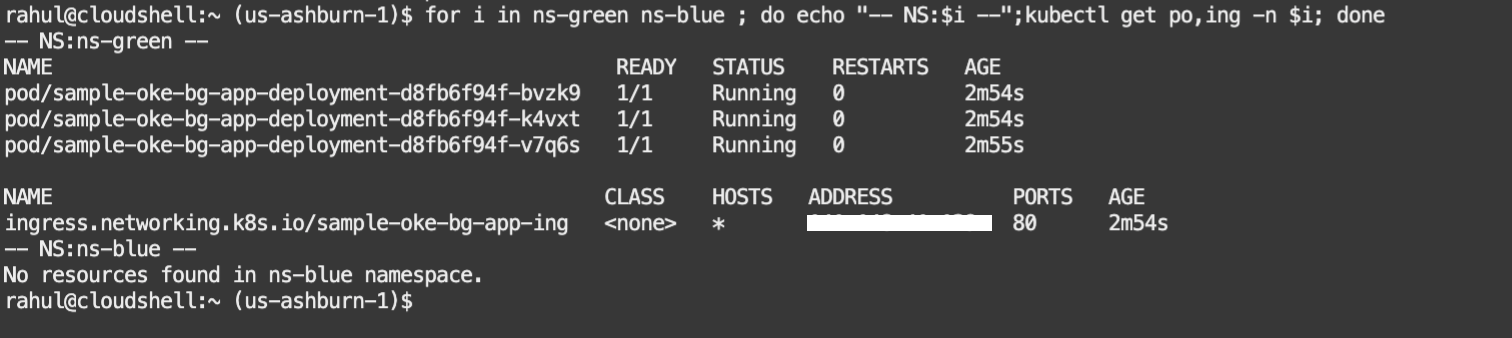 rahul@cloudshell:~ (us-ashburn-1)$ for i in ns-green ns-blue ; do echo "-- NS:$i --";kubectl get po,ing -n $i; done
-- NS:ns-green --
NAME READY STATUS RESTARTS AGE
pod/sample-oke-bg-app-deployment-d8fb6f94f-bvzk9 1/1 Running 0 2m54s
pod/sample-oke-bg-app-deployment-d8fb6f94f-k4vxt 1/1 Running 0 2m54s
pod/sample-oke-bg-app-deployment-d8fb6f94f-v7q6s 1/1 Running 0 2m55s
NAME CLASS HOSTS ADDRESS PORTS AGE
ingress.networking.k8s.io/sample-oke-bg-app-ing <none> * 80 2m54s
-- NS:ns-blue --
No resources found in ns-blue namespace.
rahul@cloudshell:~ (us-ashburn-1)$